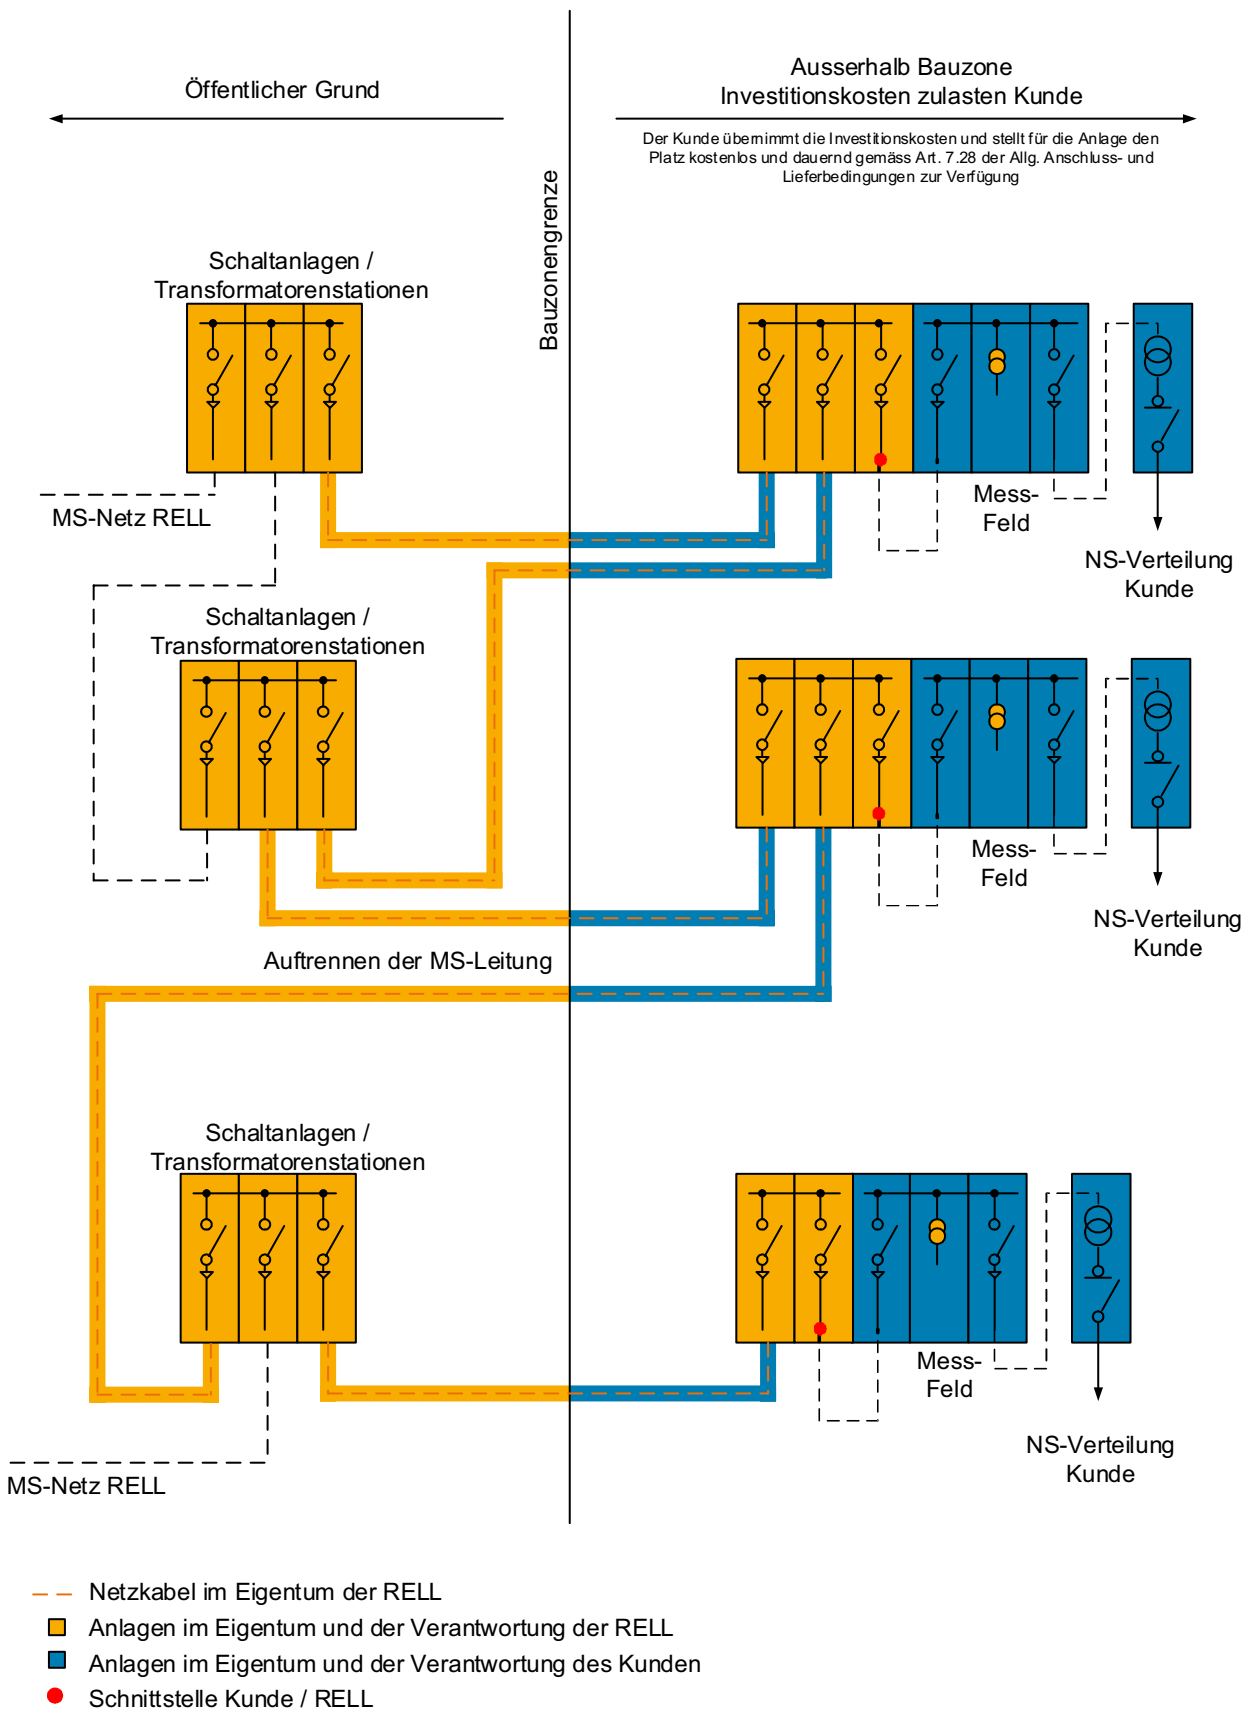 Öffentlicher Grund
Ausserhalb Bauzone
Investitionskosten zulasten Kunde
Der Kunde übernimmt die Investitionskosten und stellt für die Anlage den
Platz kostenlos und dauernd gemäss Art. 7.28 der Allg. Anschluss- und
Lieferbedingungen zur Verfügung
Bauzonengrenze
Schaltanlagen /
Transformatorenstationen
MS-Netz RELL
Mess-
Feld
NS-Verteilung
Kunde
Schaltanlagen /
Transformatorenstationen
Mess-
Feld
NS-Verteilung
Kunde
Auftrennen der MS-Leitung
Schaltanlagen /
Transformatorenstationen
Mess-
Feld
NS-Verteilung
Kunde
MS-Netz RELL
Netzkabel im Eigentum der RELL
Anlagen im Eigentum und der Verantwortung der RELL
Anlagen im Eigentum und der Verantwortung des Kunden
Schnittstelle Kunde / RELL